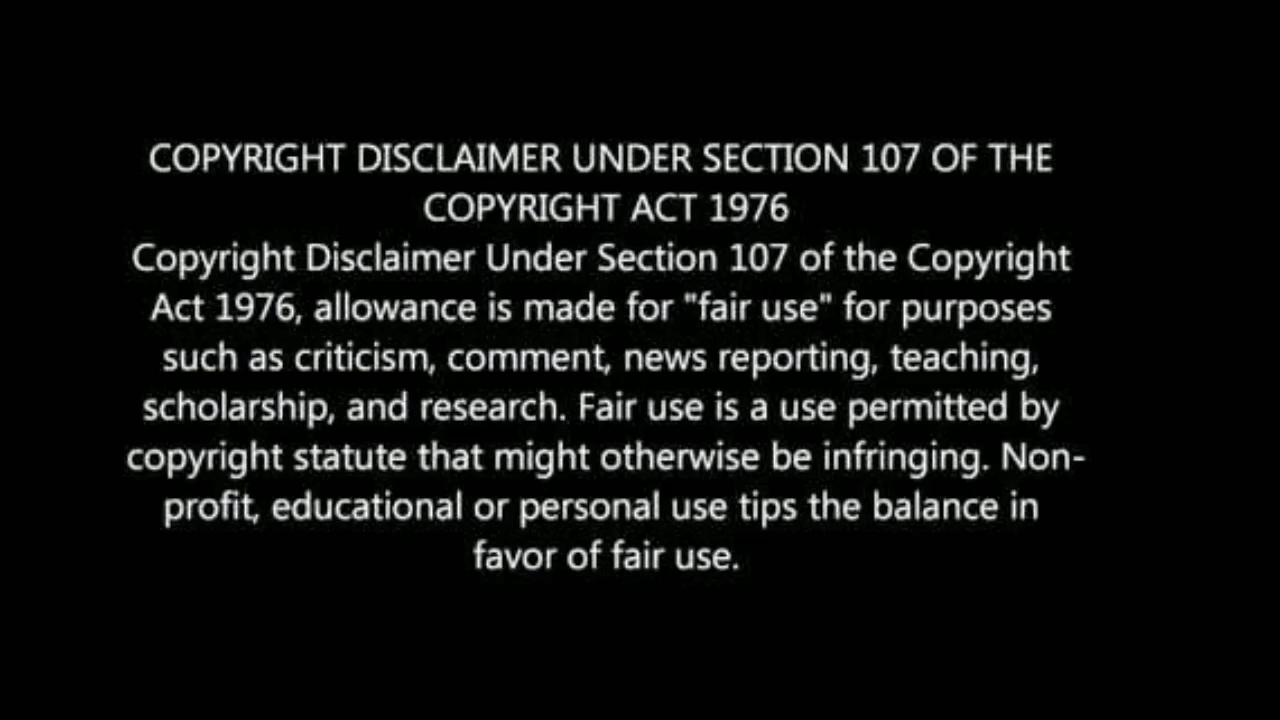 COPYRIGHT DISCLAIMER UNDER SECTION 107 OF THE
COPYRIGHT ACT 1976
Copyright Disclaimer Under Section 107 of the Copyright
Act 1976, allowance is made for "fair use" for purposes
such as criticism, comment, news reporting, teaching,
scholarship, and research. Fair use is a use permitted by
copyright statute that might otherwise be infringing. Non-
profit, educational or personal use tips the balance in
favor of fair use.